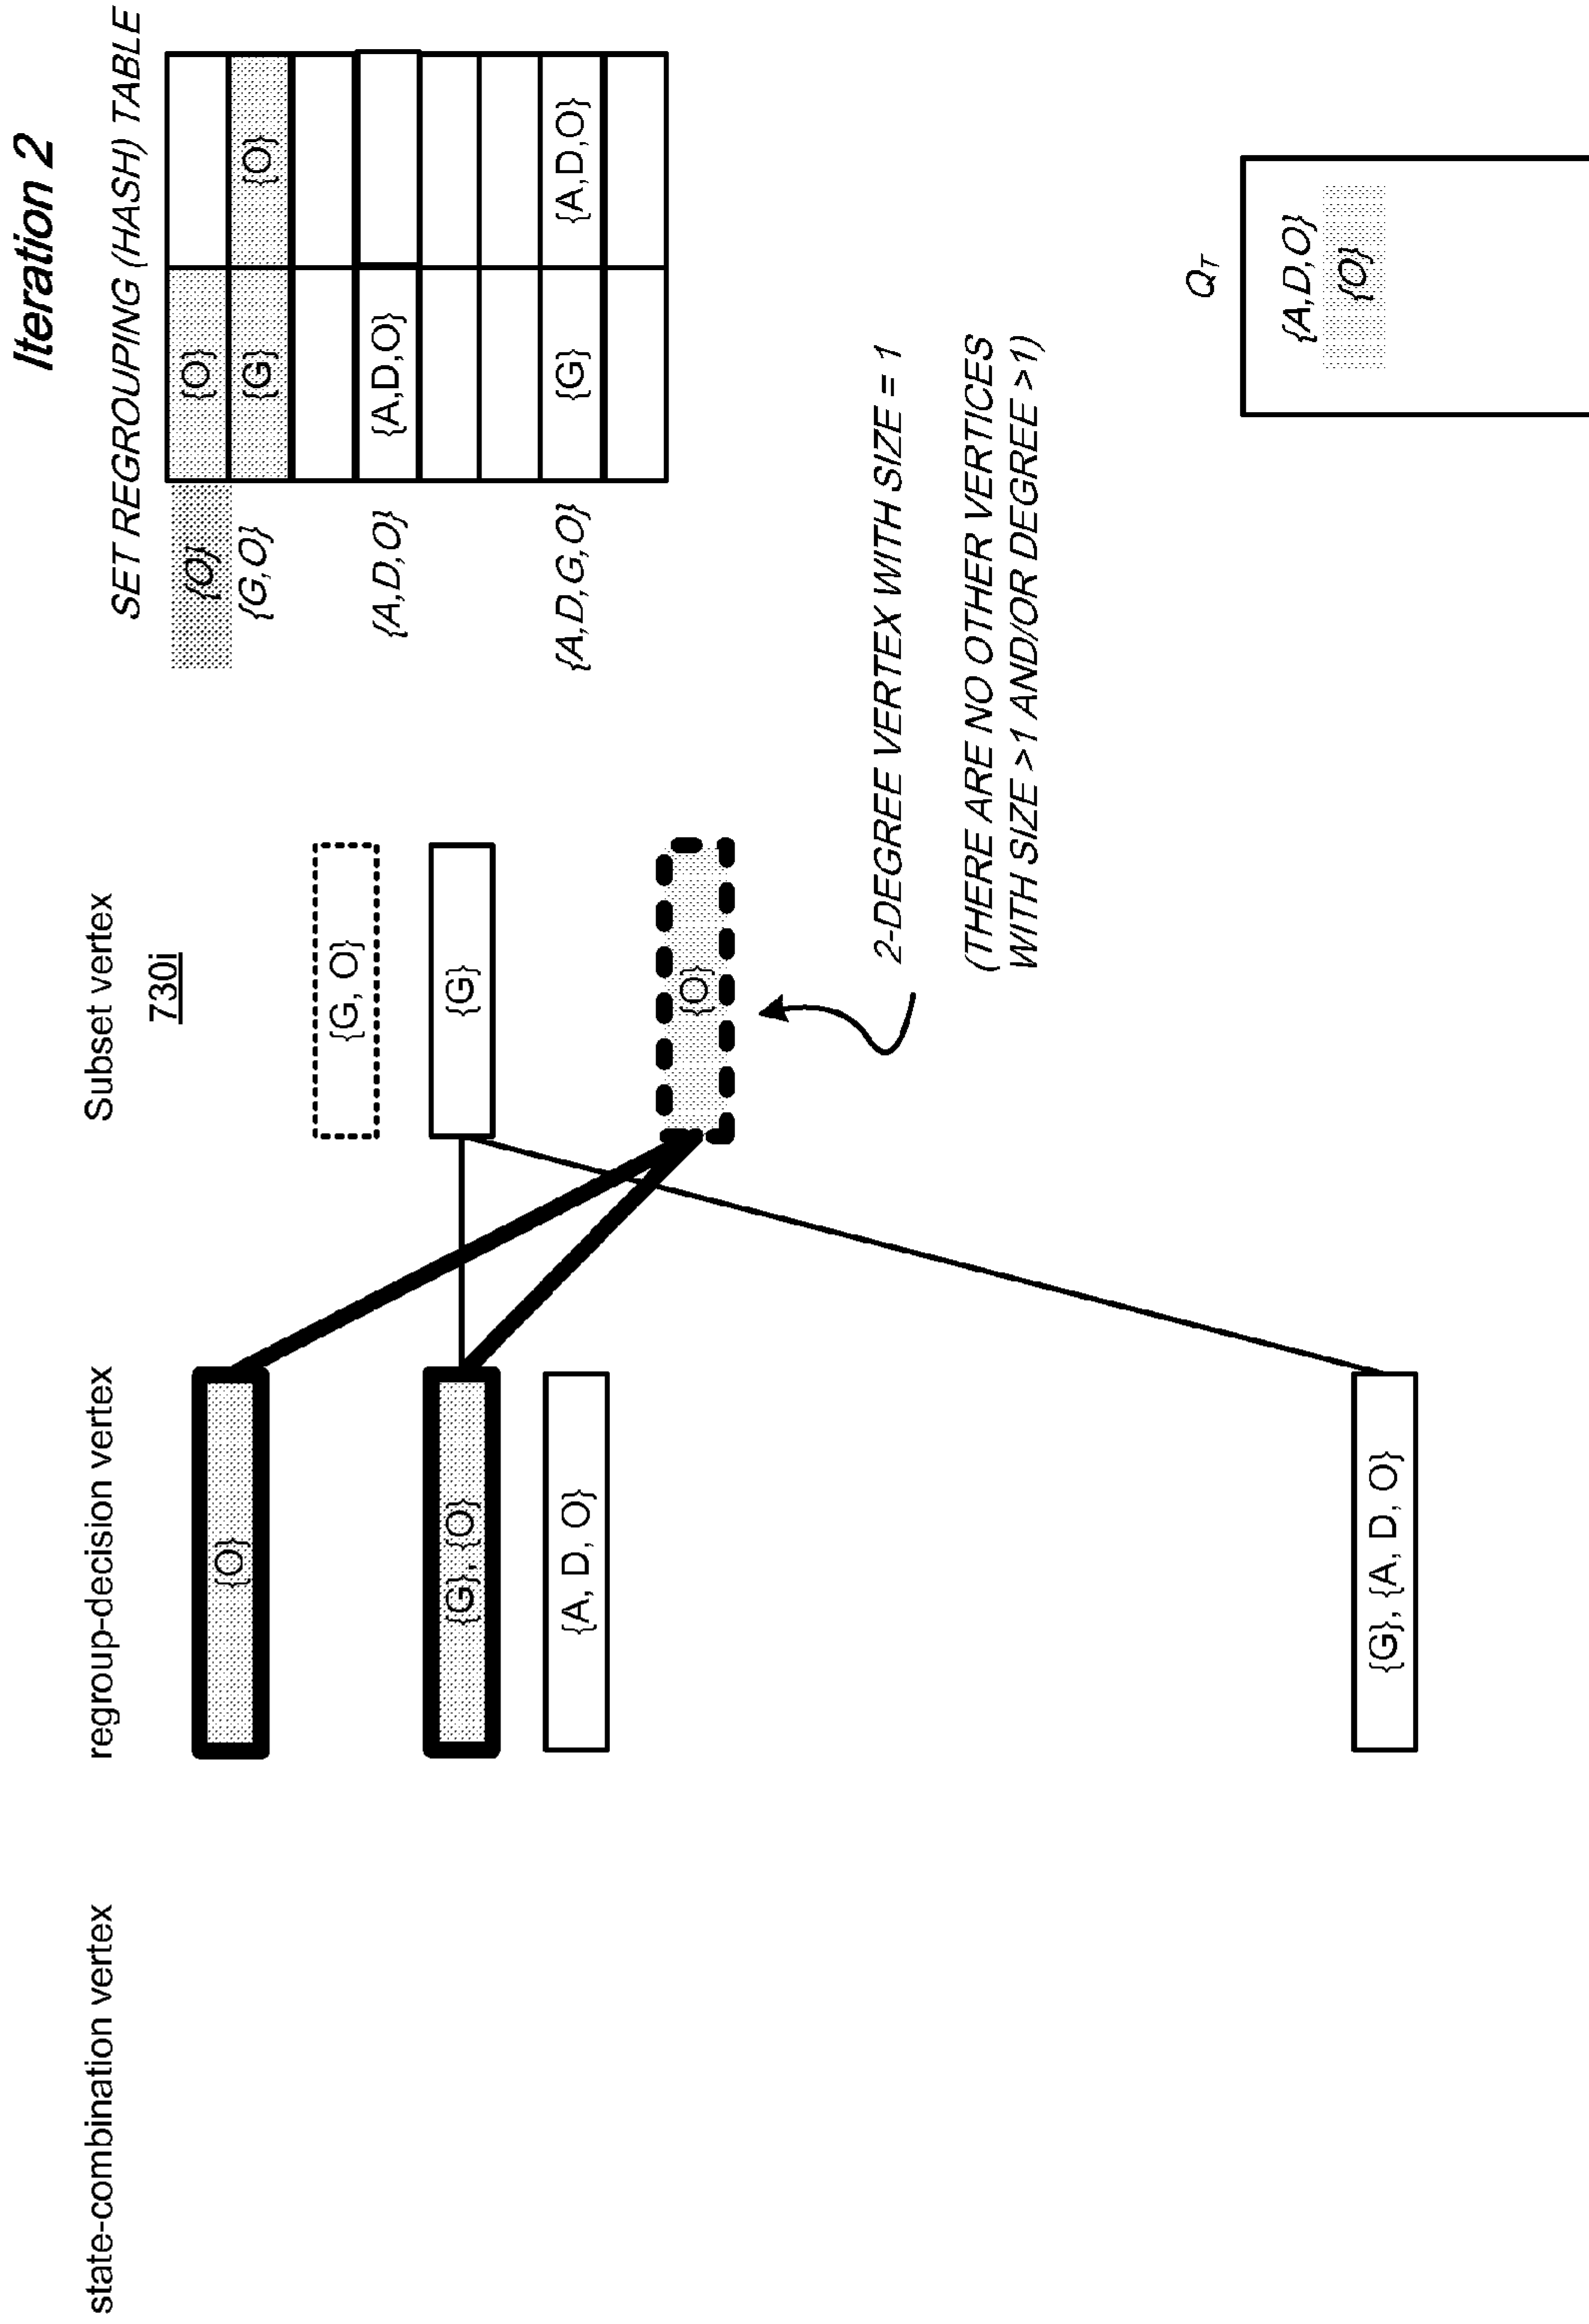 Iteration 2
state-combination vertex
regroup-decision vertex
Subset vertex
730i
SET REGROUPING (HASH) TABLE
{O}
{O}
{O}
{G,O}
{G}
{O}
{G, O}
{A,D,O}
{A,D,O}
{G}, {O}
{G}
{A, D, O}
{A,D,G,O}
{G}
{A,D,O}
{O}
2-DEGREE VERTEX WITH SIZE = 1
(THERE ARE NO OTHER VERTICES
WITH SIZE >1 AND/OR DEGREE >1)
{G}, {A, D, O}
QT
{A,D,O}
{O}